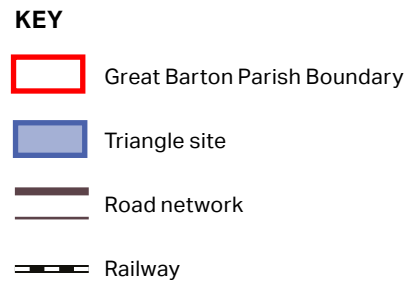 KEY
Great Barton Parish Boundary
Triangle site
Road network
Railway